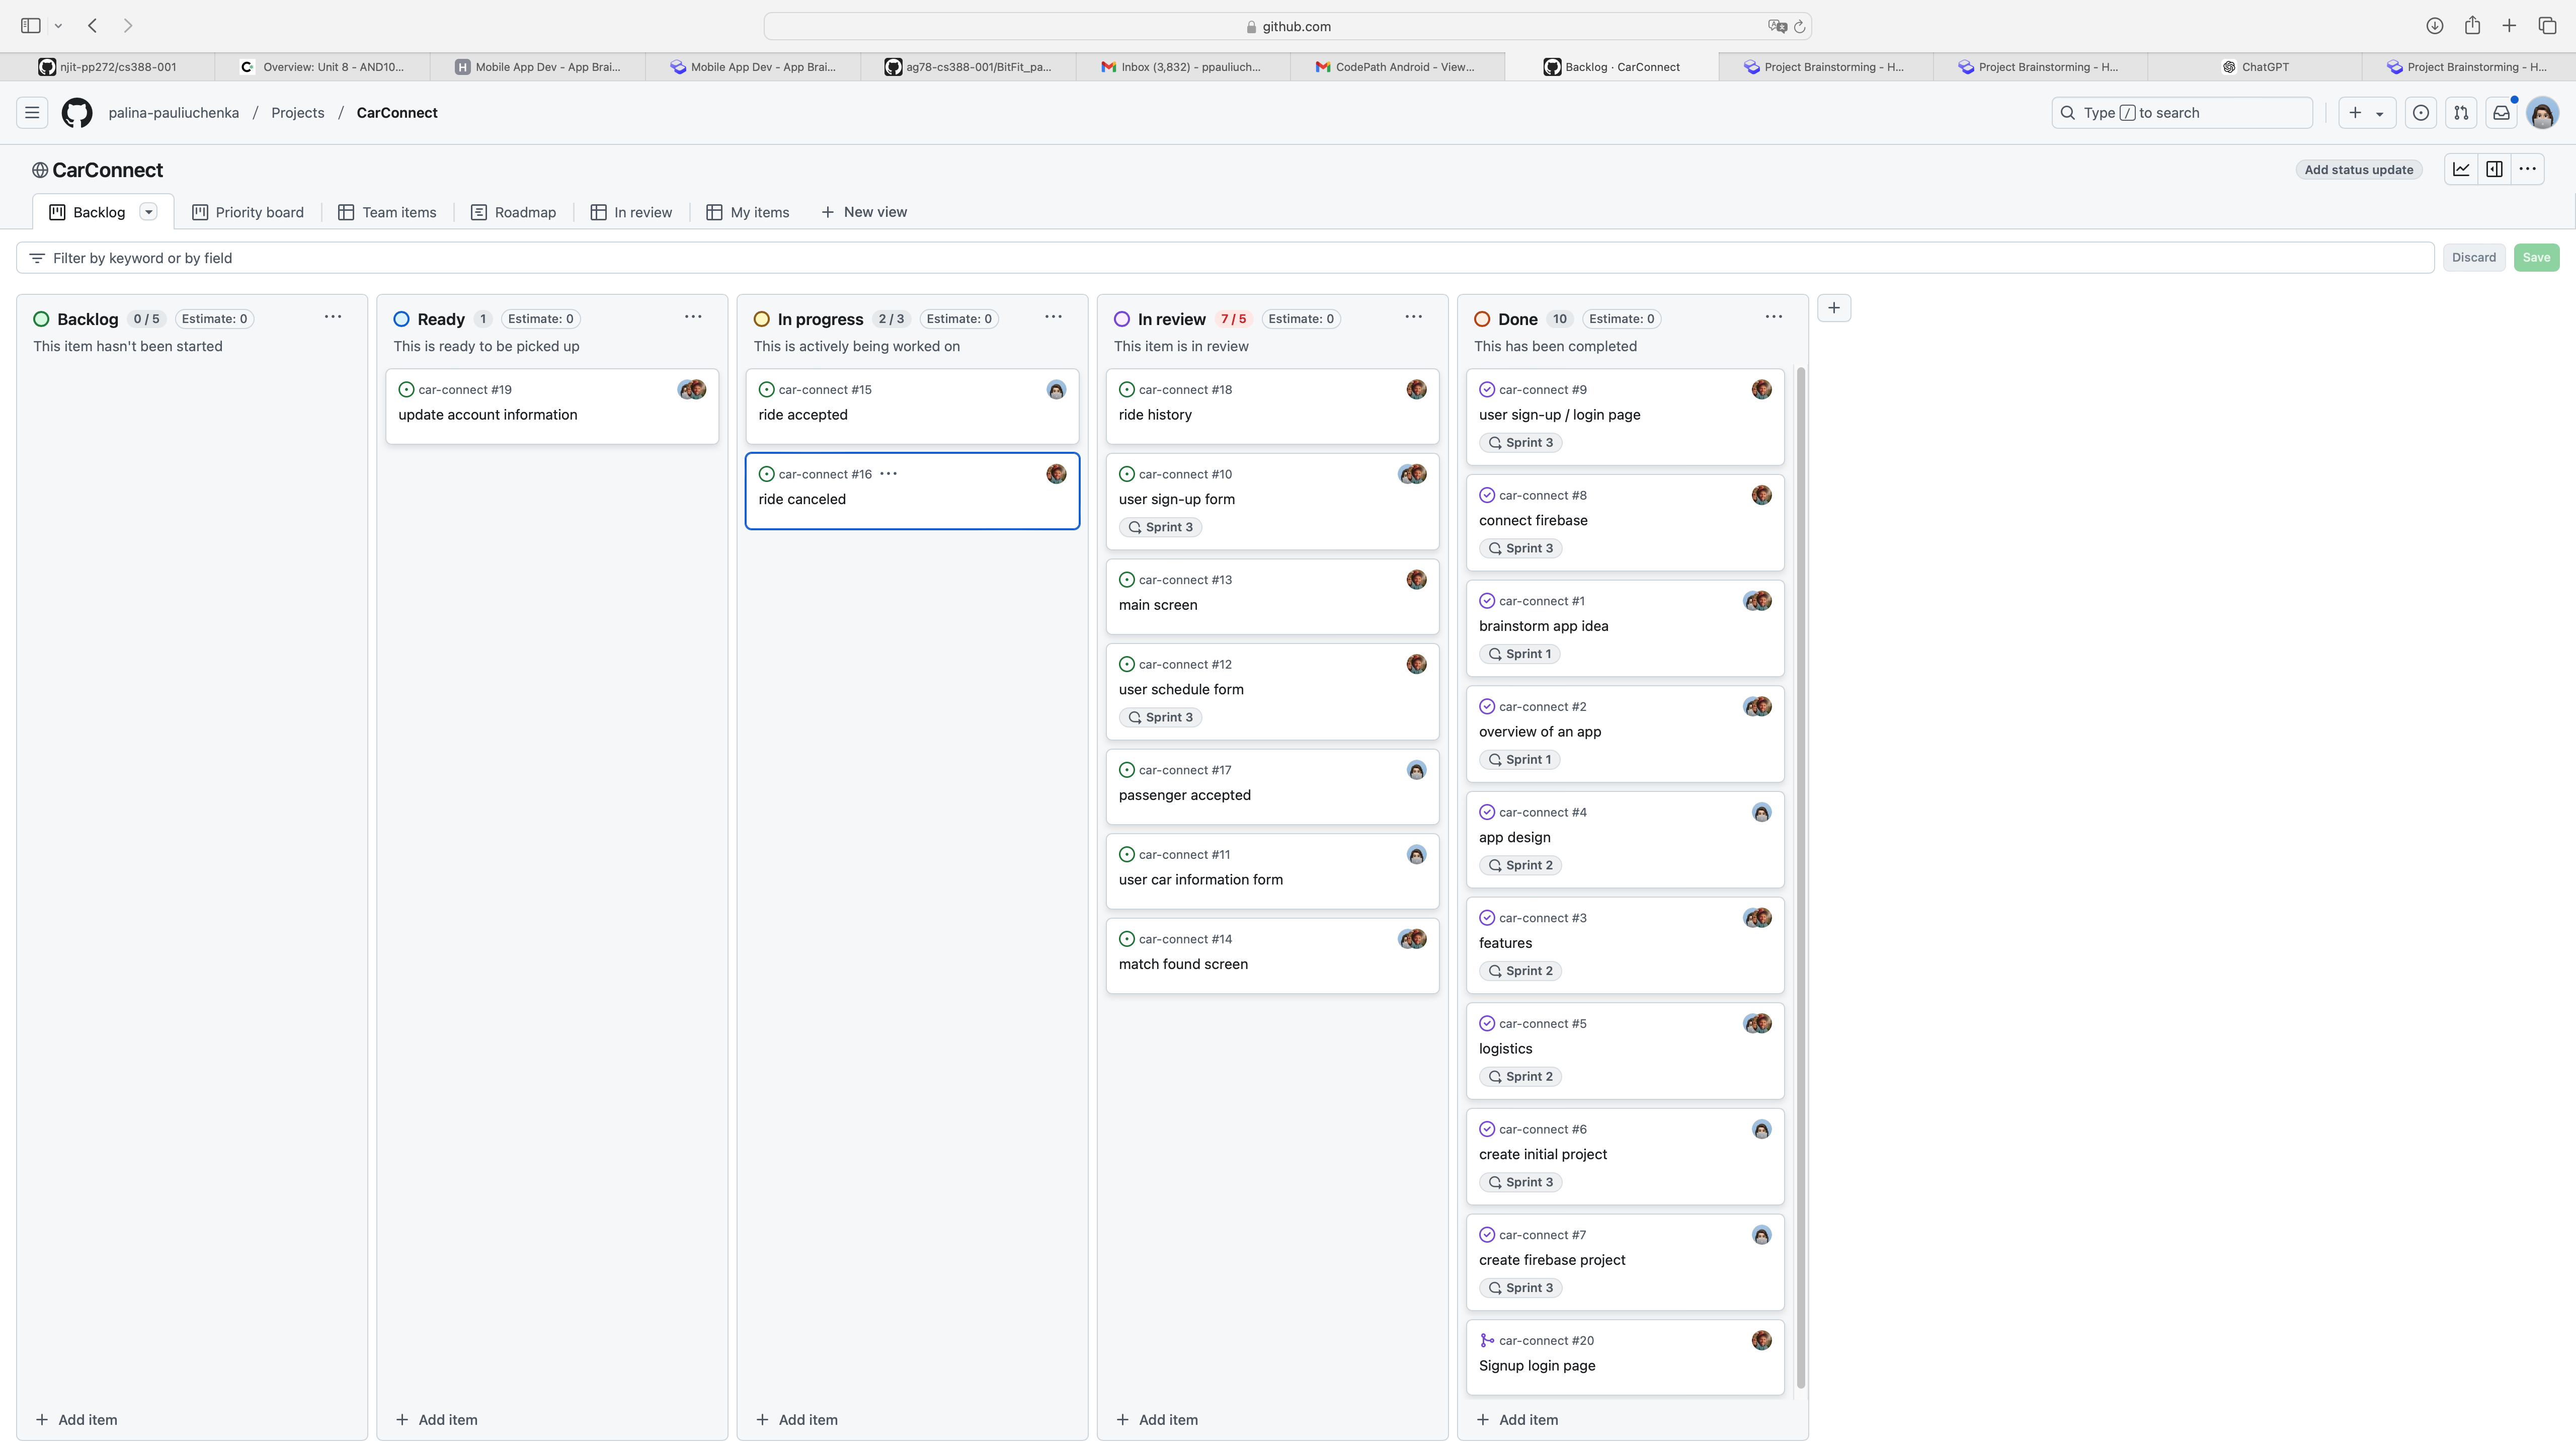 github.com
njit-pp272/cs388-001
Overview: Unit 8 - AND10...
Mobile App Dev - App Brai...
Mobile App Dev - App Brai...
ag78-cs388-001/BitFit_pa...
Inbox (3,832) - ppauliuch...
CodePath Android - View...
Backlog · CarConnect
Project Brainstorming - H...
Project Brainstorming - H...
ChatGPT
Project Brainstorming - H...
palina-pauliuchenka / Projects / CarConnect
Type / to search
CarConnect
Add status update
Backlog
Priority board
Team items
Roadmap
In review
My items
New view
Filter by keyword or by field
Discard
Save
Backlog 0 / 5 Estimate: 0
This item hasn't been started
Add item
Ready 1 Estimate: 0
This is ready to be picked up
car-connect #19
update account information
Add item
In progress 2 / 3 Estimate: 0
This is actively being worked on
car-connect #15
ride accepted
car-connect #16
ride canceled
Add item
In review 7 / 5 Estimate: 0
This item is in review
car-connect #18
ride history
car-connect #10
user sign-up form
Sprint 3
car-connect #13
main screen
car-connect #12
user schedule form
Sprint 3
car-connect #17
passenger accepted
car-connect #11
user car information form
car-connect #14
match found screen
Add item
Done 10 Estimate: 0
This has been completed
car-connect #9
user sign-up / login page
Sprint 3
car-connect #8
connect firebase
Sprint 3
car-connect #1
brainstorm app idea
Sprint 1
car-connect #2
overview of an app
Sprint 1
car-connect #4
app design
Sprint 2
car-connect #3
features
Sprint 2
car-connect #5
logistics
Sprint 2
car-connect #6
create initial project
Sprint 3
car-connect #7
create firebase project
Sprint 3
car-connect #20
Signup login page
Add item